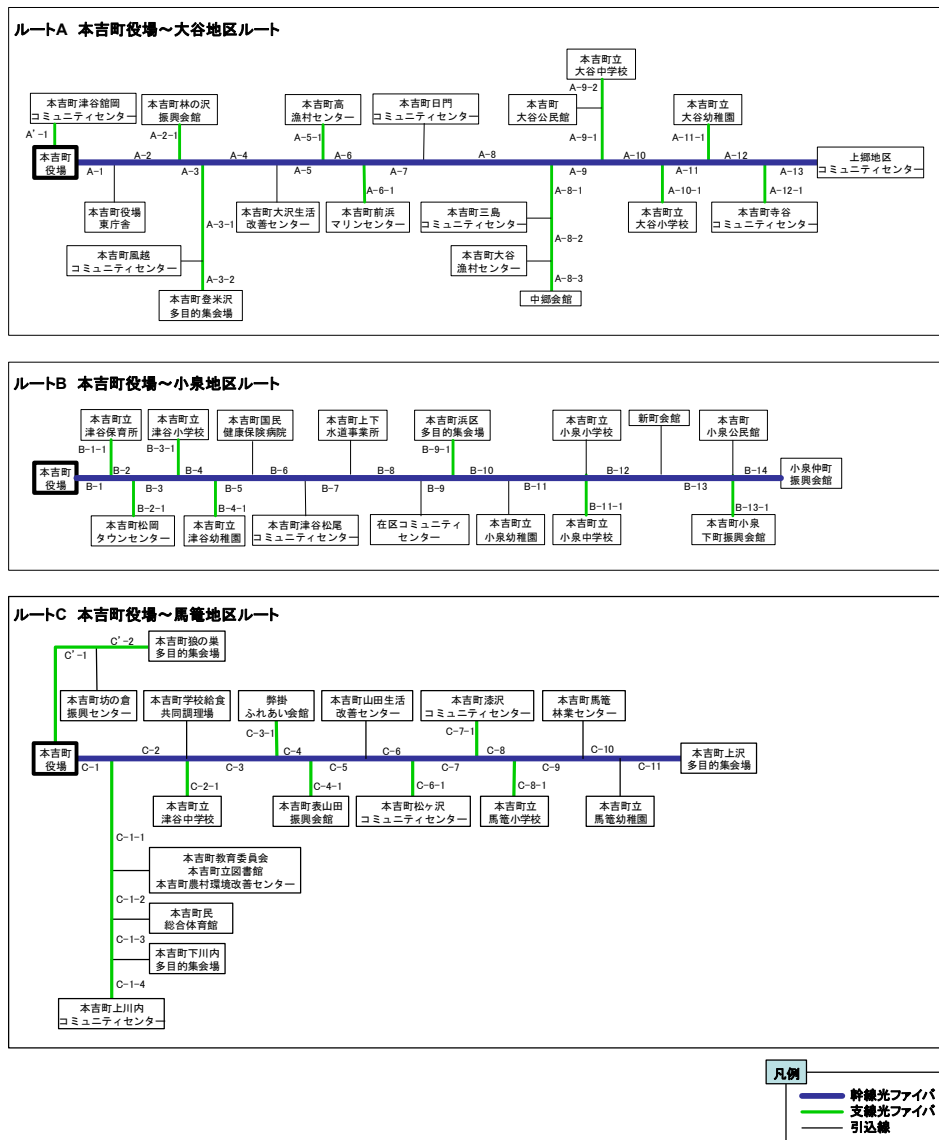 ルートA 本吉町役場～大谷地区ルート
本吉町立
大谷中学校
本吉町津谷舘岡
コミュニティセンター
本吉町林の沢
振興会館
本吉町高
漁村センター
本吉町日門
コミュニティセンター
本吉町
大谷公民館
A-9-2
本吉町立
大谷幼稚園
A'-1
A-2-1
A-5-1
A-9-1
A-11-1
本吉町
役場
A-2
A-4
A-6
A-8
A-10
A-12
上郷地区
コミュニティセンター
A-1
A-3
A-5
A-7
A-9
A-11
A-13
A-6-1
A-8-1
A-10-1
A-12-1
本吉町役場
東庁舎
A-3-1
本吉町大沢生活
改善センター
本吉町前浜
マリンセンター
本吉町三島
コミュニティセンター
本吉町立
大谷小学校
本吉町寺谷
コミュニティセンター
A-8-2
本吉町風越
コミュニティセンター
本吉町大谷
漁村センター
A-3-2
A-8-3
本吉町登米沢
多目的集会場
中郷会館
ルートB 本吉町役場～小泉地区ルート
本吉町立
津谷保育所
本吉町立
津谷小学校
本吉町国民
健康保険病院
本吉町上下
水道事業所
本吉町浜区
多目的集会場
本吉町立
小泉小学校
新町会館
本吉町
小泉公民館
B-1-1
B-3-1
B-9-1
本吉町
役場
B-2
B-4
B-6
B-8
B-10
B-12
B-14
小泉仲町
振興会館
B-1
B-3
B-5
B-7
B-9
B-11
B-13
B-2-1
B-4-1
B-11-1
B-13-1
本吉町松岡
タウンセンター
本吉町立
津谷幼稚園
本吉町津谷松尾
コミュニティセンター
在区コミュニティ
センター
本吉町立
小泉幼稚園
本吉町立
小泉中学校
本吉町小泉
下町振興会館
ルートC 本吉町役場～馬篭地区ルート
C'-2
本吉町狼の巣
多目的集会場
C'-1
本吉町坊の倉
振興センター
本吉町学校給食
共同調理場
弊掛
ふれあい会館
本吉町山田生活
改善センター
本吉町漆沢
コミュニティセンター
本吉町馬篭
林業センター
C-3-1
C-7-1
本吉町
役場
C-2
C-4
C-6
C-8
C-10
本吉町上沢
多目的集会場
C-1
C-3
C-5
C-7
C-9
C-11
C-2-1
C-4-1
C-6-1
C-8-1
本吉町立
津谷中学校
本吉町表山田
振興会館
本吉町松ヶ沢
コミュニティセンター
本吉町立
馬篭小学校
本吉町立
馬篭幼稚園
C-1-1
本吉町教育委員会
本吉町立図書館
本吉町農村環境改善センター
C-1-2
本吉町民
総合体育館
C-1-3
本吉町下川内
多目的集会場
C-1-4
本吉町上川内
コミュニティセンター
凡例
幹線光ファイバ
支線光ファイバ
引込線